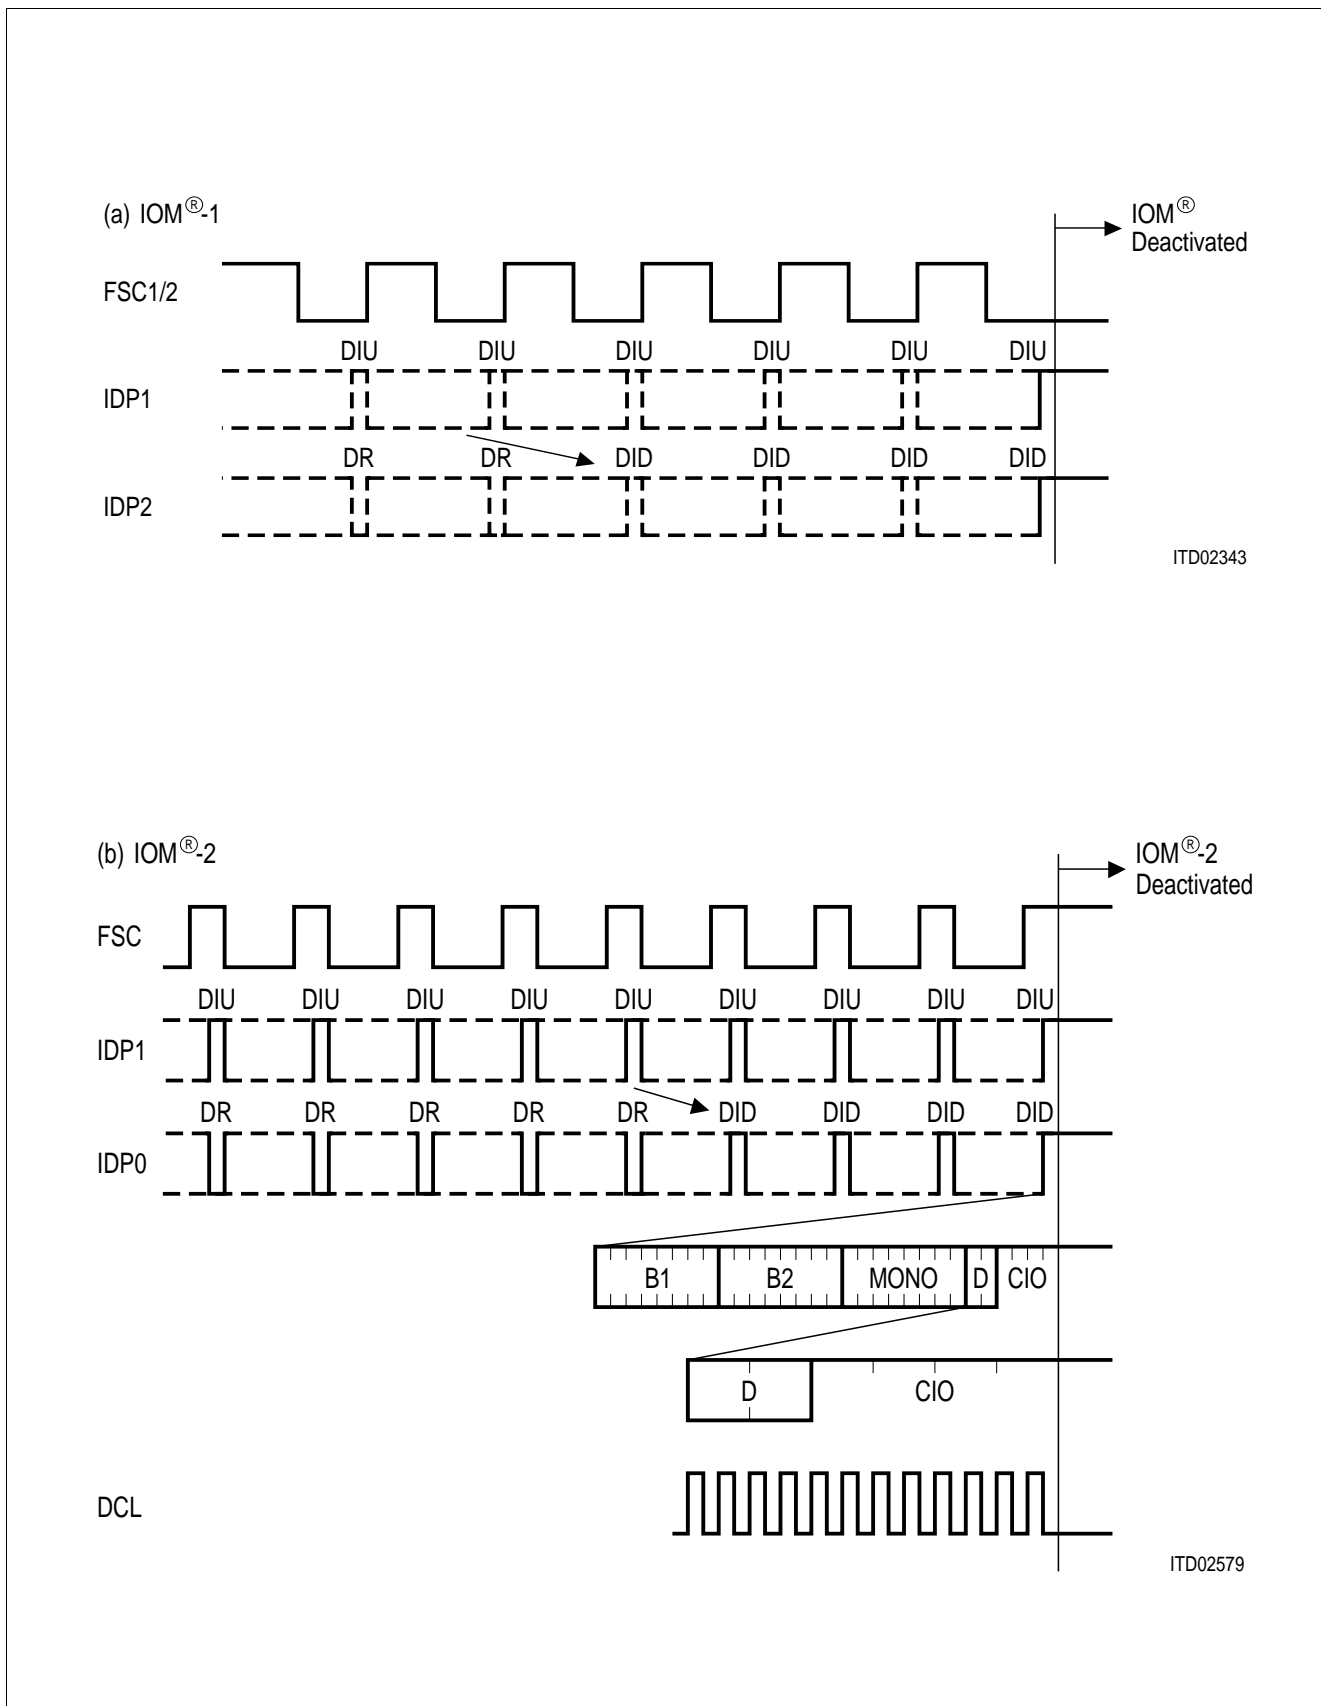 (a) IOM®-1
IOM®
Deactivated
FSC1/2
DIU DIU DIU DIU DIU DIU
IDP1
DR DR DID DID DID DID
IDP2
ITD02343
(b) IOM®-2
IOM®-2
Deactivated
FSC
DIU DIU DIU DIU DIU DIU DIU DIU DIU
IDP1
DR DR DR DR DR DID DID DID DID
IDP0
B1 B2 MONO D CIO
D CIO
DCL
ITD02579